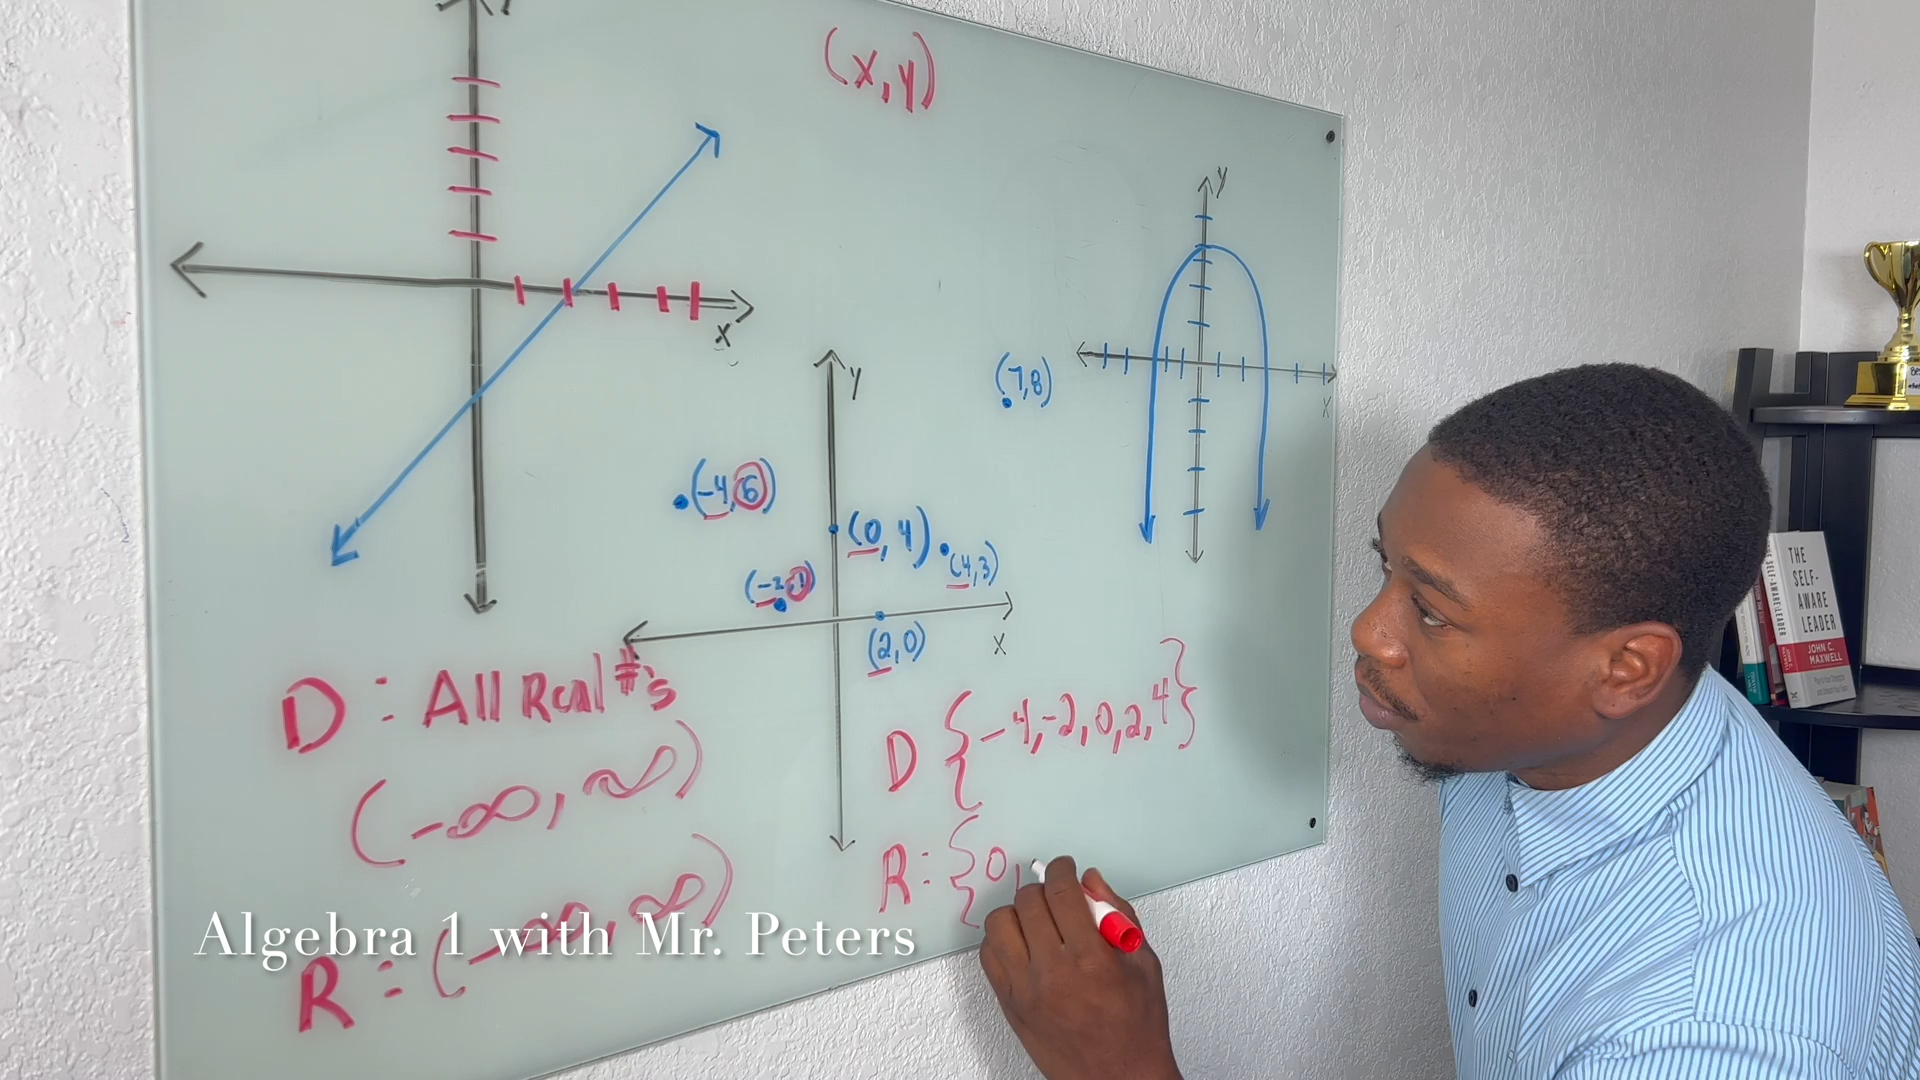 (x,y)
y
x
(7,8)
y
x
(-4,6)
(0,4)
(4,3)
(-2,1)
(2,0)
y
x
D: All Real #'s
(-∞,∞)
R: (-∞,∞)
D {-4,-2,0,2,4}
R: {0,
Algebra 1 with Mr. Peters
THE
SELF-
AWARE
LEADER
JOHN C.
MAXWELL